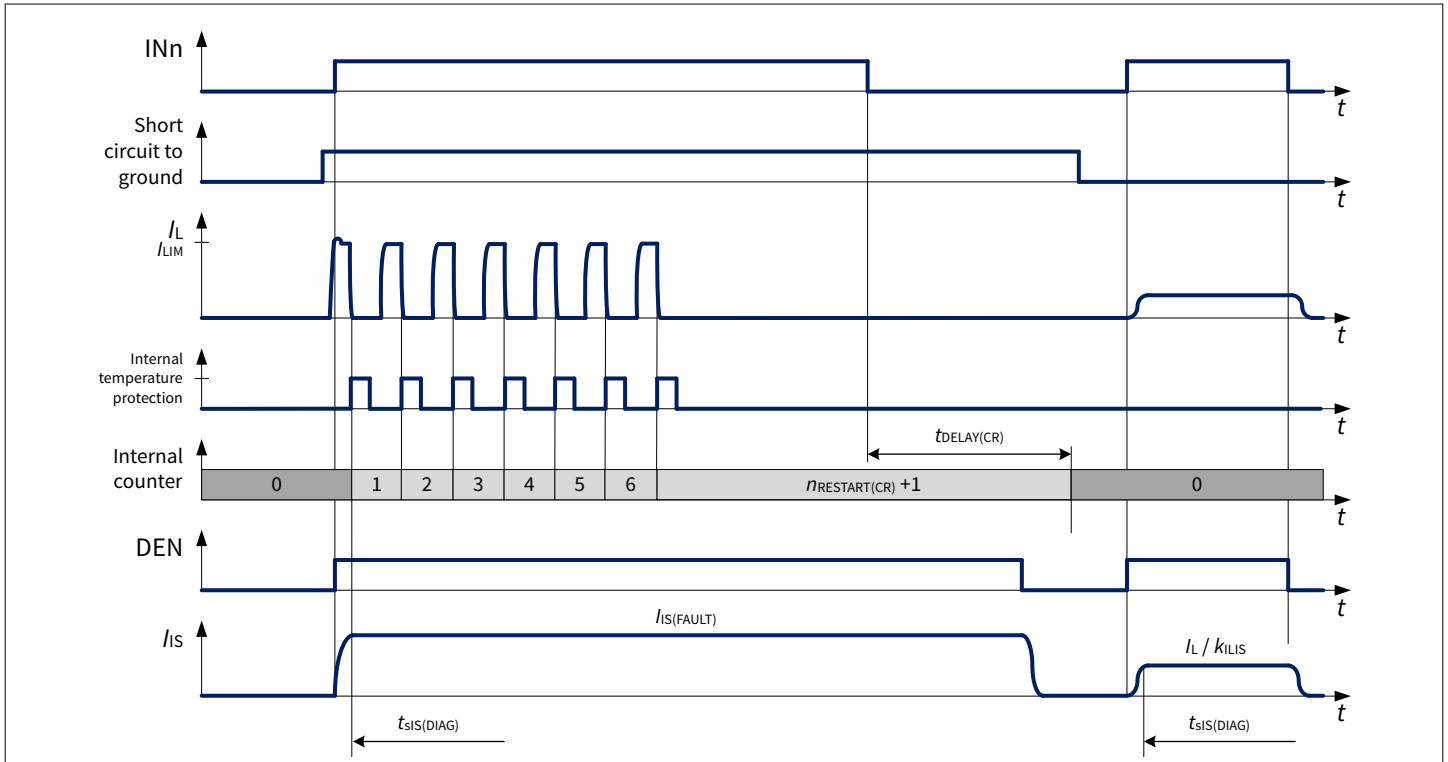 INn
t
Short
circuit to
ground
t
IL
ILIM
t
Internal
temperature
protection
t
tDELAY(CR)
Internal
counter
0 1 2 3 4 5 6 nRESTART(CR) +1 0
t
DEN
t
IIS(FAULT)
IIS
IL / kILIS
t
tsIS(DIAG) tsIS(DIAG)